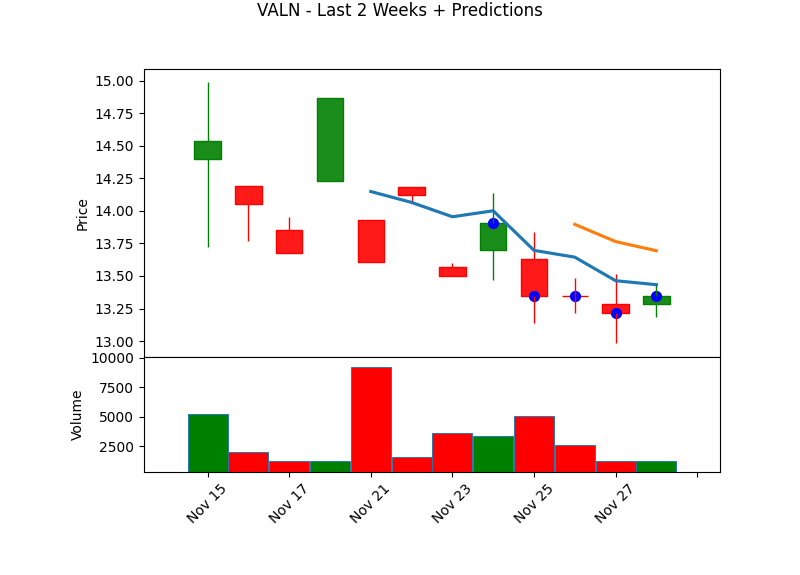 VALN - Last 2 Weeks + Predictions
Price
15.00
14.75
14.50
14.25
14.00
13.75
13.50
13.25
13.00
Volume
10000
7500
5000
2500
Nov 15
Nov 17
Nov 21
Nov 23
Nov 25
Nov 27